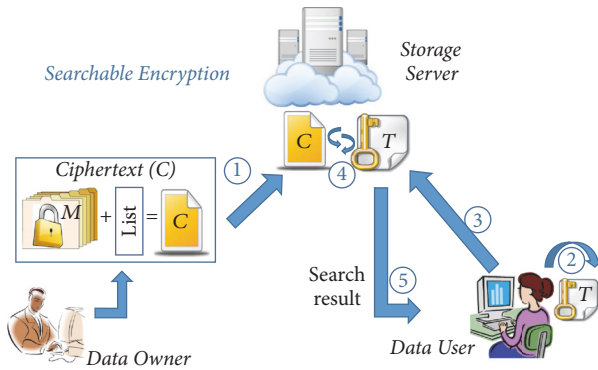 Searchable Encryption
Storage
Server
C
T
4
Ciphertext (C)
1
M + List = C
3
2
T
Search
result
5
Data Owner
Data User